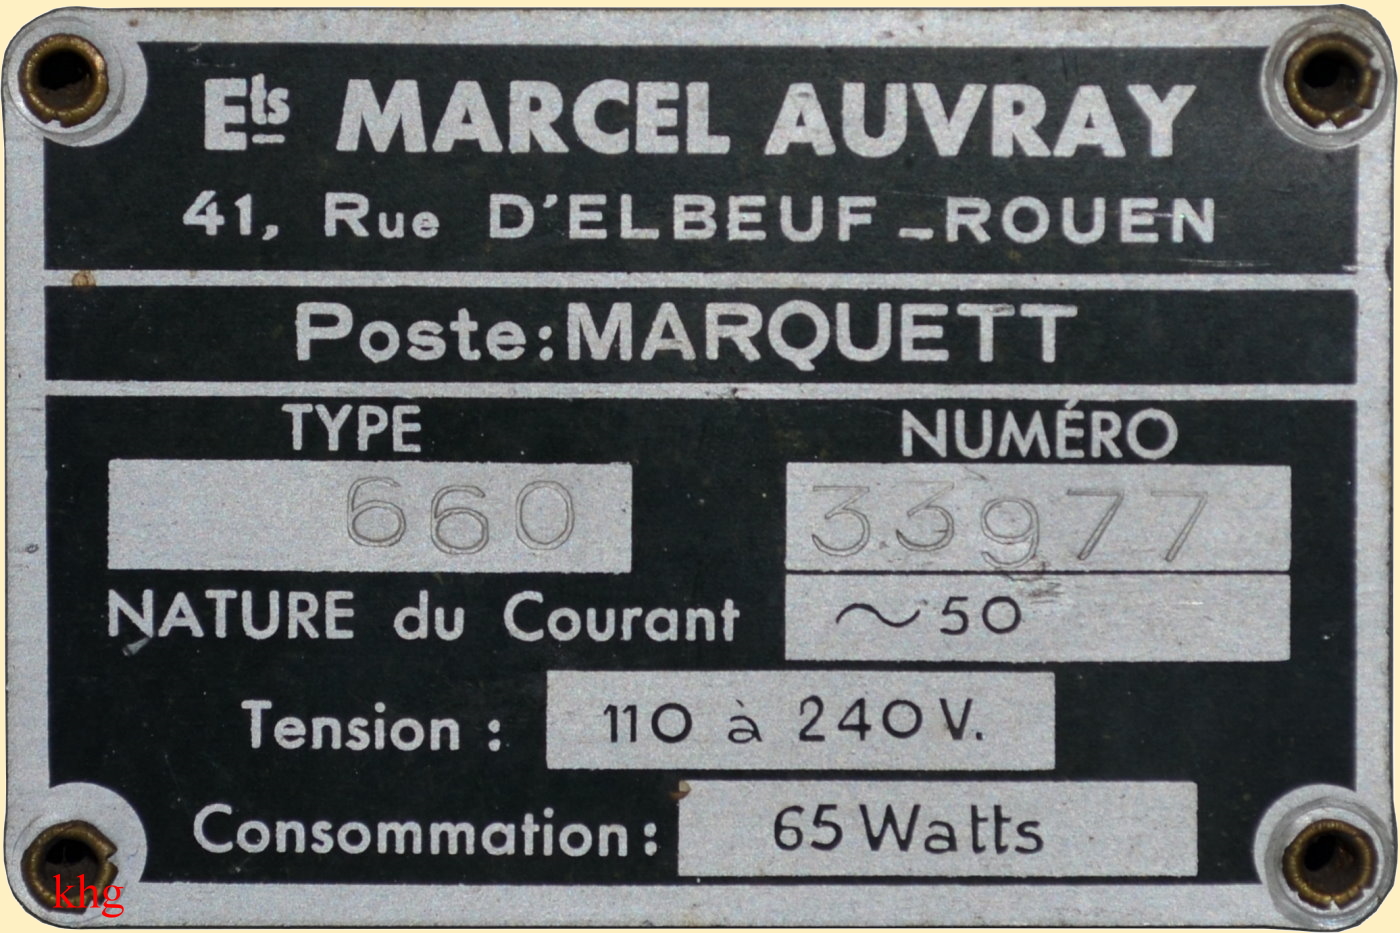 Ets MARCEL AUVRAY
41, Rue D'ELBEUF - ROUEN
Poste: MARQUETT
TYPE NUMÉRO
660 33977
NATURE du Courant ~50
Tension : 110 à 240 V.
Consommation : 65 Watts
khg